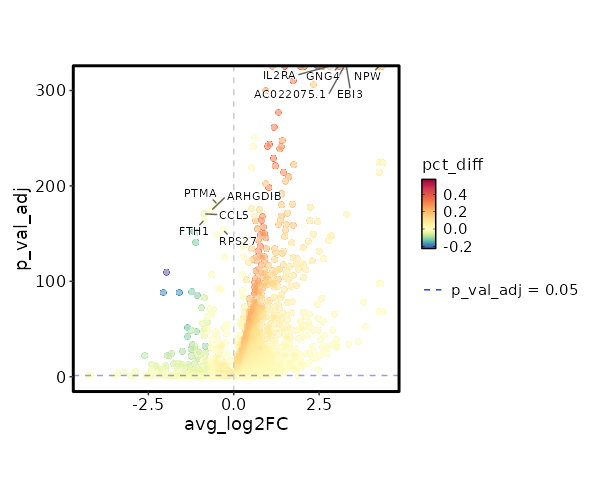 IL2RA GNG4 NPW
AC022075.1 EBI3
PTMA ARHGDIB
CCL5
FTH1 RPS27
300
200
100
0
-2.5 0.0 2.5
avg_log2FC
p_val_adj
pct_diff
0.4
0.2
0.0
-0.2
p_val_adj = 0.05